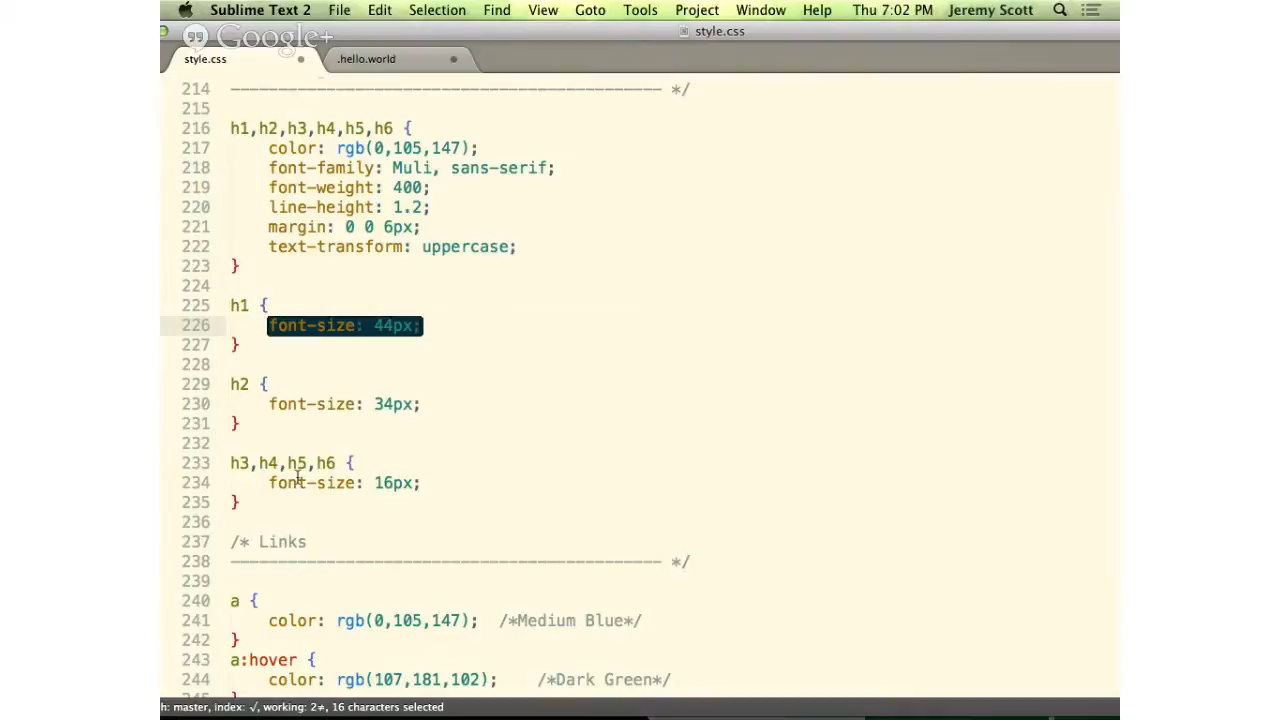 Sublime Text 2 File Edit Selection Find View Goto Tools Project Window Help Thu 7:02 PM Jeremy Scott
Google+
style.css
style.css
.hello.world
214 --------------------------------------------- */
215
216 h1,h2,h3,h4,h5,h6 {
217 color: rgb(0,105,147);
218 font-family: Muli, sans-serif;
219 font-weight: 400;
220 line-height: 1.2;
221 margin: 0 0 6px;
222 text-transform: uppercase;
223 }
224
225 h1 {
226 font-size: 44px;
227 }
228
229 h2 {
230 font-size: 34px;
231 }
232
233 h3,h4,h5,h6 {
234 font-size: 16px;
235 }
236
237 /* Links
238 --------------------------------------------- */
239
240 a {
241 color: rgb(0,105,147); /*Medium Blue*/
242 }
243 a:hover {
244 color: rgb(107,181,102); /*Dark Green*/
h: master, index: √, working: 2≠, 16 characters selected